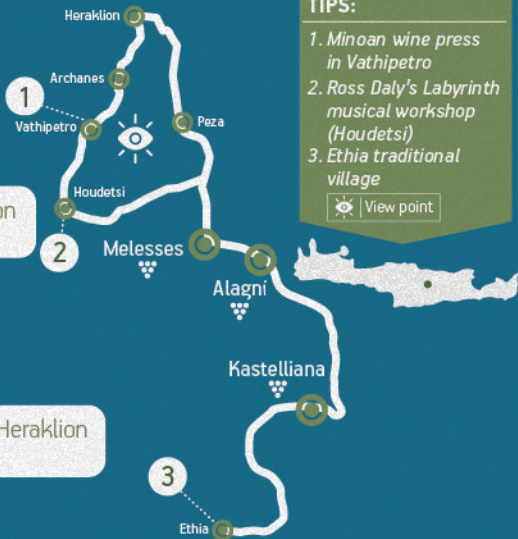 TIPS:
1. Minoan wine press
in Vathipetro
2. Ross Daly's Labyrinth
musical workshop
(Houdetsi)
3. Ethia traditional
village
View point
Heraklion
Archanes
1
Vathipetro
Peza
Houdetsi
2
Melesses
Alagni
Kastelliana
Heraklion
3
Ethia